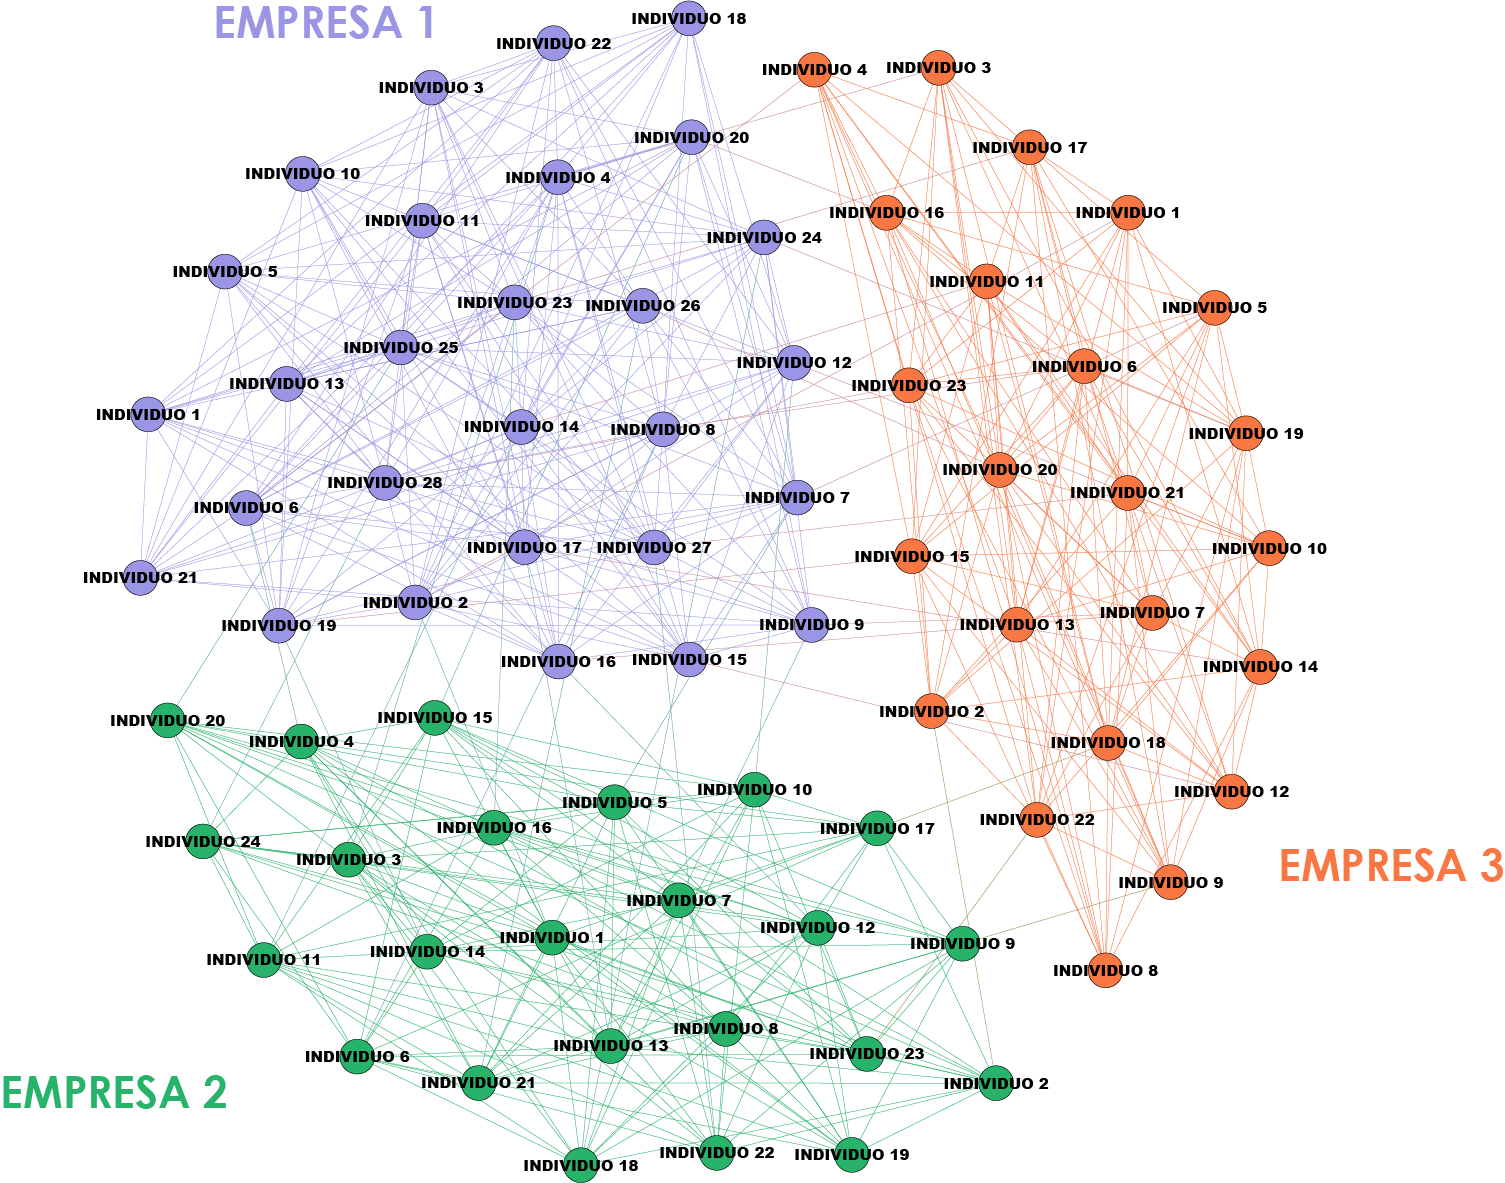 EMPRESA 1
INDIVIDUO 18
INDIVIDUO 22
INDIVIDUO 3
INDIVIDUO 20
INDIVIDUO 10
INDIVIDUO 4
INDIVIDUO 11
INDIVIDUO 24
INDIVIDUO 5
INDIVIDUO 23
INDIVIDUO 26
INDIVIDUO 25
INDIVIDUO 12
INDIVIDUO 13
INDIVIDUO 1
INDIVIDUO 14
INDIVIDUO 8
INDIVIDUO 28
INDIVIDUO 7
INDIVIDUO 6
INDIVIDUO 17
INDIVIDUO 27
INDIVIDUO 21
INDIVIDUO 2
INDIVIDUO 19
INDIVIDUO 9
INDIVIDUO 16
INDIVIDUO 15
INDIVIDUO 4
INDIVIDUO 3
INDIVIDUO 17
INDIVIDUO 16
INDIVIDUO 1
INDIVIDUO 11
INDIVIDUO 5
INDIVIDUO 6
INDIVIDUO 23
INDIVIDUO 19
INDIVIDUO 20
INDIVIDUO 21
INDIVIDUO 10
INDIVIDUO 15
INDIVIDUO 7
INDIVIDUO 13
INDIVIDUO 14
INDIVIDUO 2
INDIVIDUO 18
INDIVIDUO 12
INDIVIDUO 22
EMPRESA 3
INDIVIDUO 9
INDIVIDUO 8
INDIVIDUO 20
INDIVIDUO 15
INDIVIDUO 4
INDIVIDUO 10
INDIVIDUO 5
INDIVIDUO 16
INDIVIDUO 17
INDIVIDUO 24
INDIVIDUO 3
INDIVIDUO 7
INDIVIDUO 12
INDIVIDUO 1
INDIVIDUO 9
INIDVIDUO 14
INDIVIDUO 11
INDIVIDUO 8
INDIVIDUO 13
INDIVIDUO 23
INDIVIDUO 6
INDIVIDUO 21
INDIVIDUO 2
EMPRESA 2
INDIVIDUO 22
INDIVIDUO 19
INDIVIDUO 18